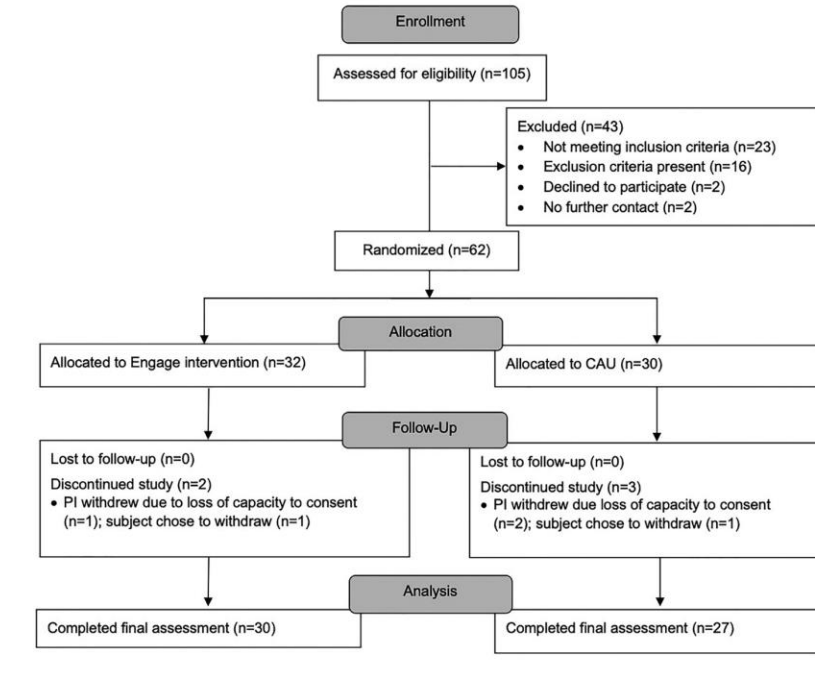 Enrollment
Assessed for eligibility (n=105)
Excluded (n=43)
• Not meeting inclusion criteria (n=23)
• Exclusion criteria present (n=16)
• Declined to participate (n=2)
• No further contact (n=2)
Randomized (n=62)
Allocation
Allocated to Engage intervention (n=32)
Allocated to CAU (n=30)
Follow-Up
Lost to follow-up (n=0)
Discontinued study (n=2)
• PI withdrew due to loss of capacity to consent
(n=1); subject chose to withdraw (n=1)
Lost to follow-up (n=0)
Discontinued study (n=3)
• PI withdrew due loss of capacity to consent
(n=2); subject chose to withdraw (n=1)
Analysis
Completed final assessment (n=30)
Completed final assessment (n=27)